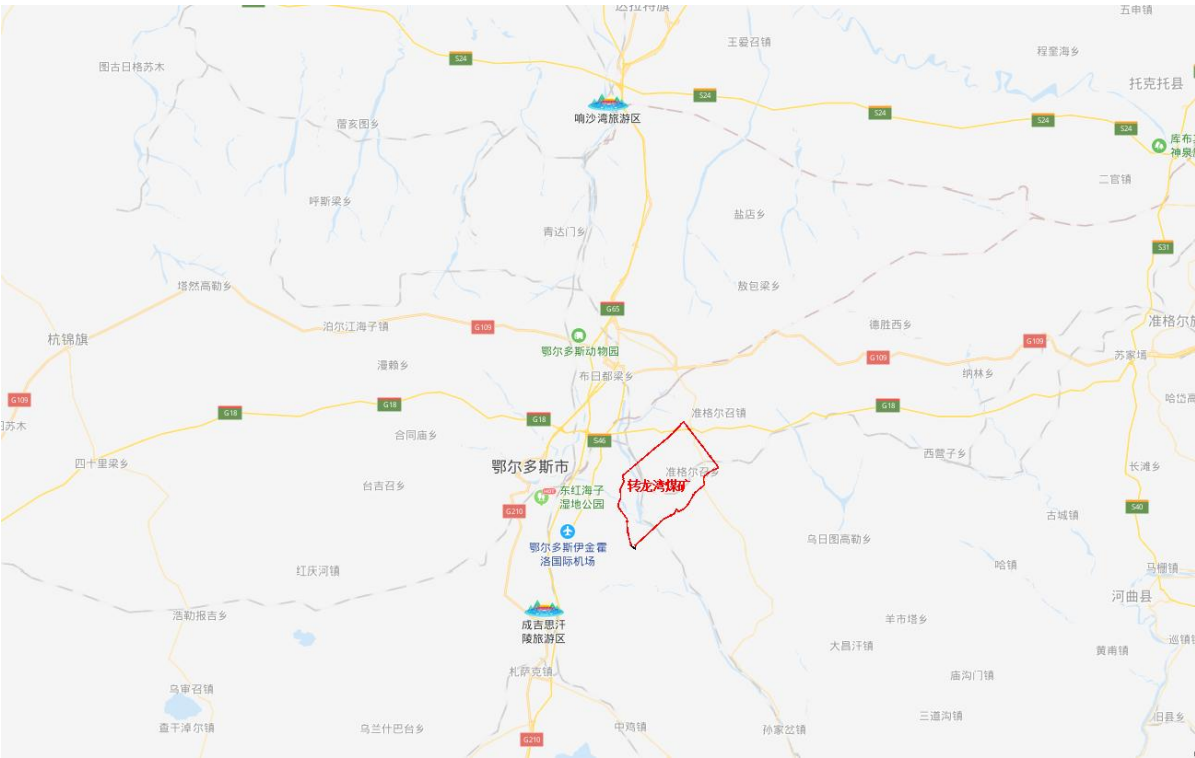 达拉特旗
五申镇
王爱召镇
程奎海乡
S24
图古日格苏木
托克托县
S24
响沙湾旅游区
S24
S24
S24
蓿亥图乡
库布
神泉
二官镇
呼斯梁乡
盐店乡
青达门乡
S31
塔然高勒乡
敖包梁乡
G65
泊尔江海子镇
G109
德胜西乡
准格尔旗
杭锦旗
鄂尔多斯动物园
G109
G109
苏家塔
漫赖乡
布日都梁乡
纳林乡
G109
G18
G18
G18
准格尔召镇
G18
哈岱高
苏木
合同庙乡
S46
西营子乡
四十里梁乡
鄂尔多斯市
准格尔召乡
长滩乡
台吉召乡
转龙湾煤矿
东红海子
湿地公园
G210
S40
古城镇
鄂尔多斯伊金霍
洛国际机场
乌日图高勒乡
红庆河镇
哈镇
马栅镇
河曲县
浩勒报吉乡
成吉思汗
陵旅游区
羊市塔乡
大昌汗镇
黄甫镇
巡镇
札萨克镇
庙沟门镇
乌审召镇
三道沟镇
旧县乡
直干淖尔镇
乌兰什巴台乡
中鸡镇
孙家岔镇
G210